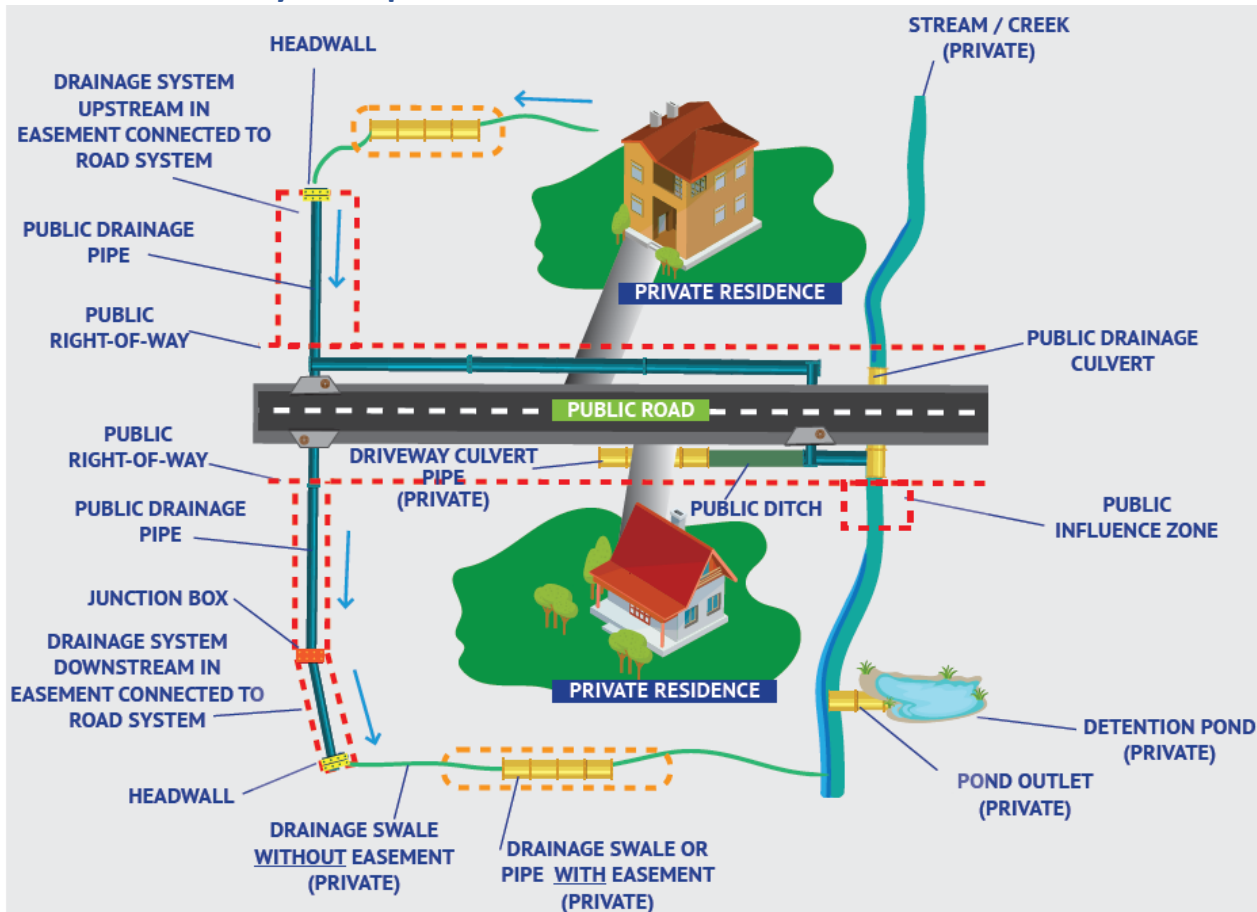 HEADWALL
STREAM / CREEK
(PRIVATE)
DRAINAGE SYSTEM
UPSTREAM IN
EASEMENT CONNECTED TO
ROAD SYSTEM
PUBLIC DRAINAGE
PIPE
PRIVATE RESIDENCE
PUBLIC
RIGHT-OF-WAY
PUBLIC DRAINAGE
CULVERT
PUBLIC ROAD
PUBLIC
RIGHT-OF-WAY
DRIVEWAY CULVERT
PIPE
(PRIVATE)
PUBLIC DITCH
PUBLIC
INFLUENCE ZONE
PUBLIC DRAINAGE
PIPE
JUNCTION BOX
DRAINAGE SYSTEM
DOWNSTREAM IN
EASEMENT CONNECTED TO
ROAD SYSTEM
PRIVATE RESIDENCE
DETENTION POND
(PRIVATE)
POND OUTLET
(PRIVATE)
HEADWALL
DRAINAGE SWALE
WITHOUT EASEMENT
(PRIVATE)
DRAINAGE SWALE OR
PIPE WITH EASEMENT
(PRIVATE)